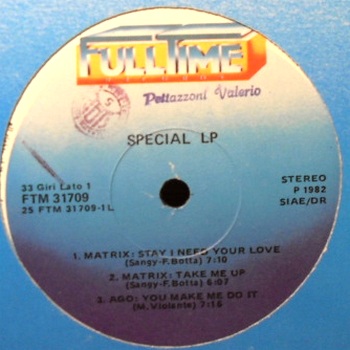 FULLTIME
RECORDS
Pettazzoni Valerio
SPECIAL LP
33 Giri Lato 1
FTM 31709
25 FTM 31709-1L
STEREO
P 1982
SIAE/DR
1. MATRIX: STAY I NEED YOUR LOVE
(Sangy-F.Botta) 7:10
2. MATRIX: TAKE ME UP
(Sangy-F.Botta) 6:07
3. AGO: YOU MAKE ME DO IT
(M. Violante) 7:16